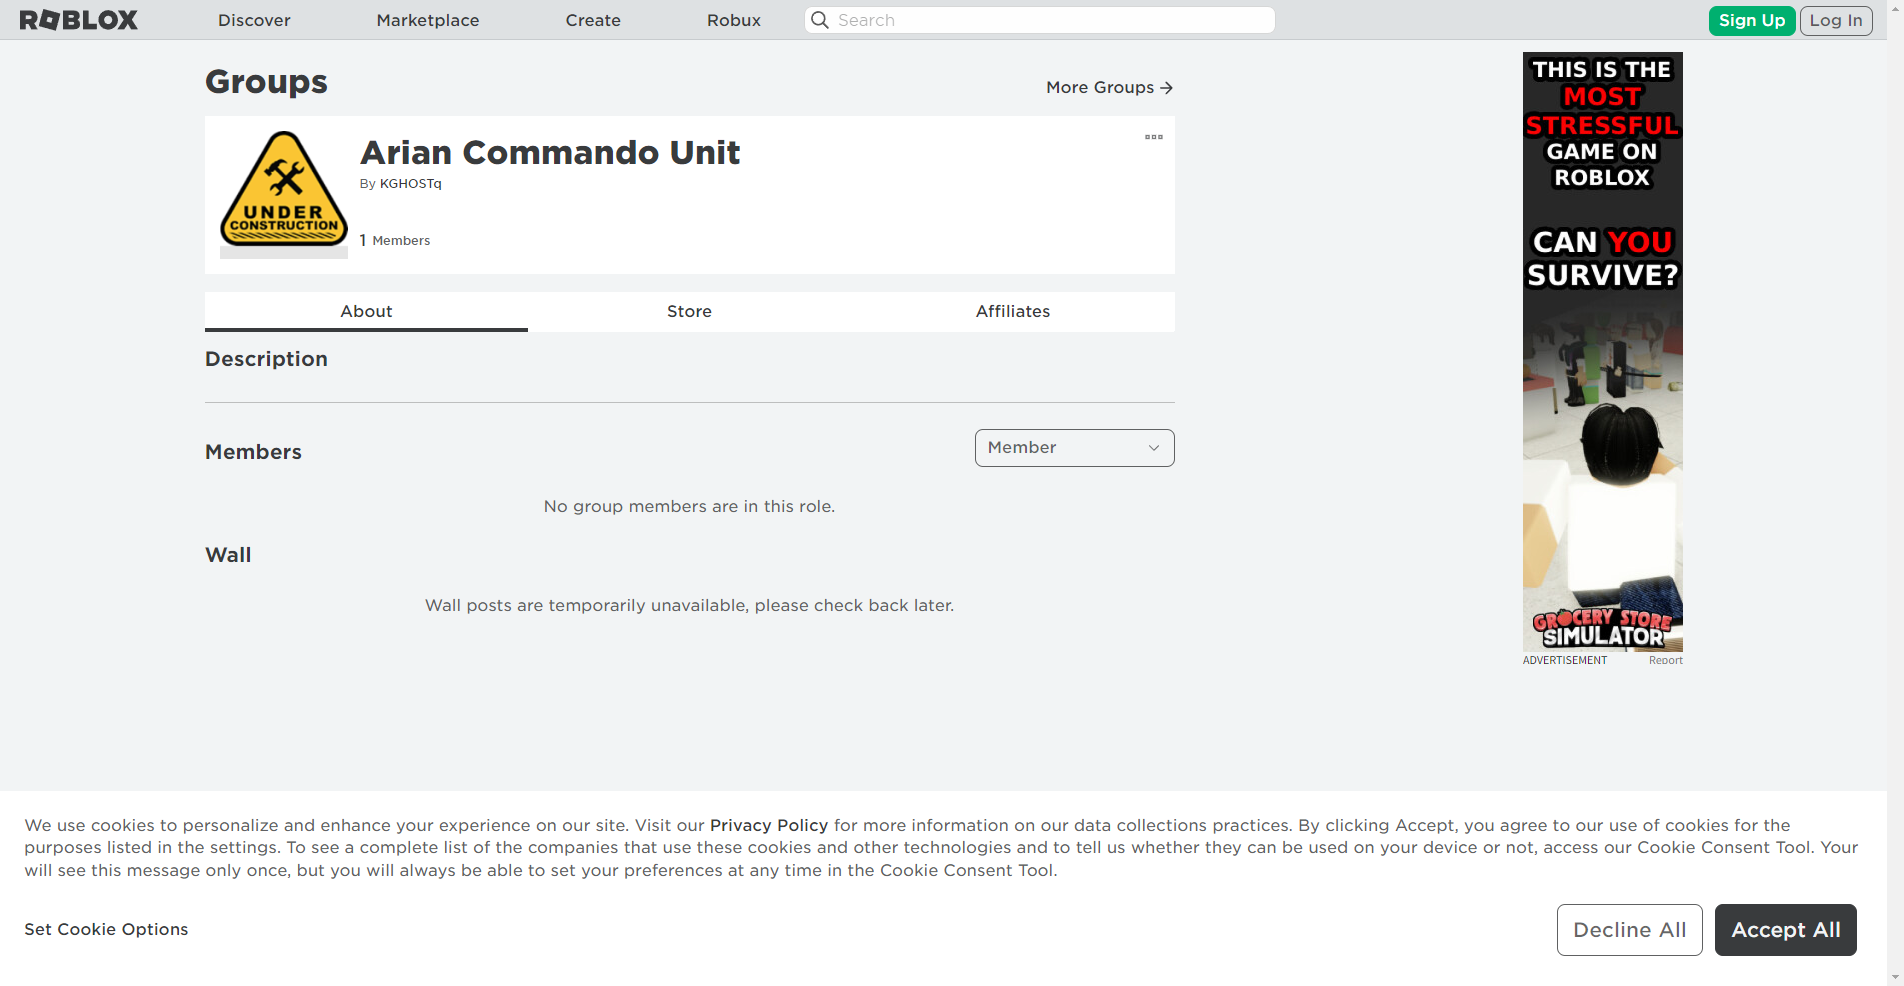 ROBLOX
Discover
Marketplace
Create
Robux
Search
Sign Up
Log In
Groups
More Groups
UNDER
CONSTRUCTION
Arian Commando Unit
By KGHOSTq
1 Members
About
Store
Affiliates
Description
Members
Member
No group members are in this role.
Wall
Wall posts are temporarily unavailable, please check back later.
THIS IS THE
MOST
STRESSFUL
GAME ON
ROBLOX
CAN YOU
SURVIVE?
GROCERY STORE
SIMULATOR
ADVERTISEMENT
Report
We use cookies to personalize and enhance your experience on our site. Visit our Privacy Policy for more information on our data collections practices. By clicking Accept, you agree to our use of cookies for the
purposes listed in the settings. To see a complete list of the companies that use these cookies and other technologies and to tell us whether they can be used on your device or not, access our Cookie Consent Tool. Your
will see this message only once, but you will always be able to set your preferences at any time in the Cookie Consent Tool.
Set Cookie Options
Decline All
Accept All